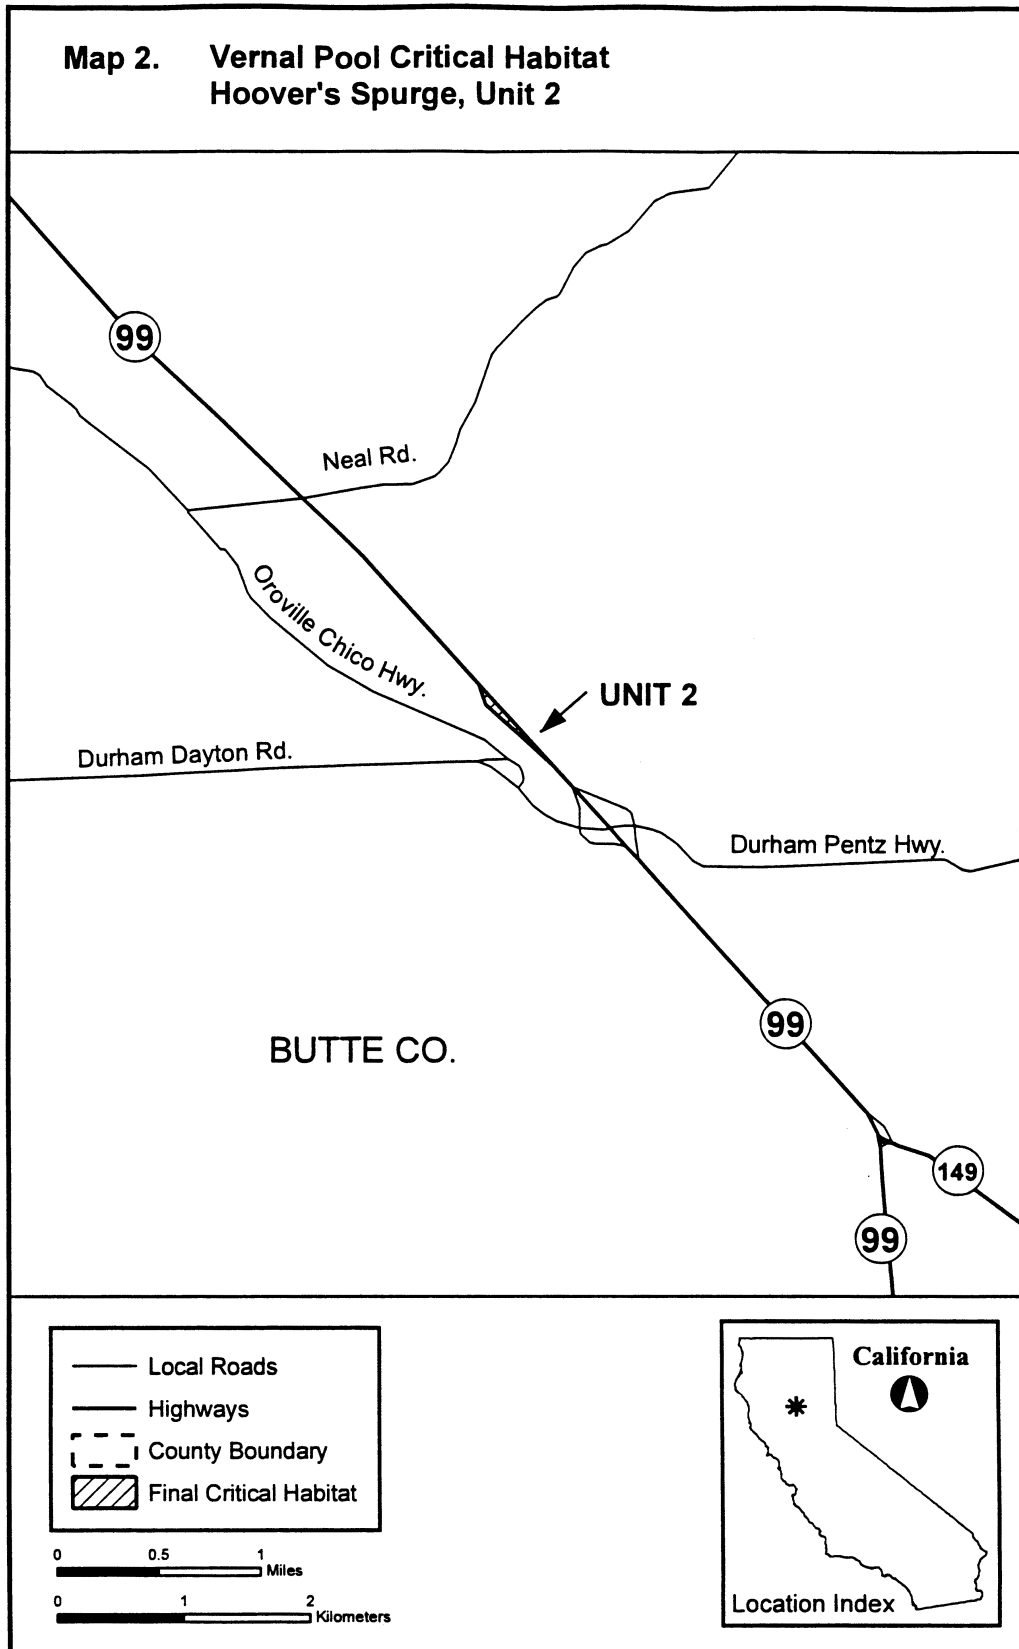 Map 2. Vernal Pool Critical Habitat
Hoover's Spurge, Unit 2
99
Neal Rd.
Oroville Chico Hwy.
UNIT 2
Durham Dayton Rd.
Durham Pentz Hwy.
99
BUTTE CO.
149
99
Local Roads
Highways
County Boundary
Final Critical Habitat
0 0.5 1
Miles
0 1 2
Kilometers
California
Location Index